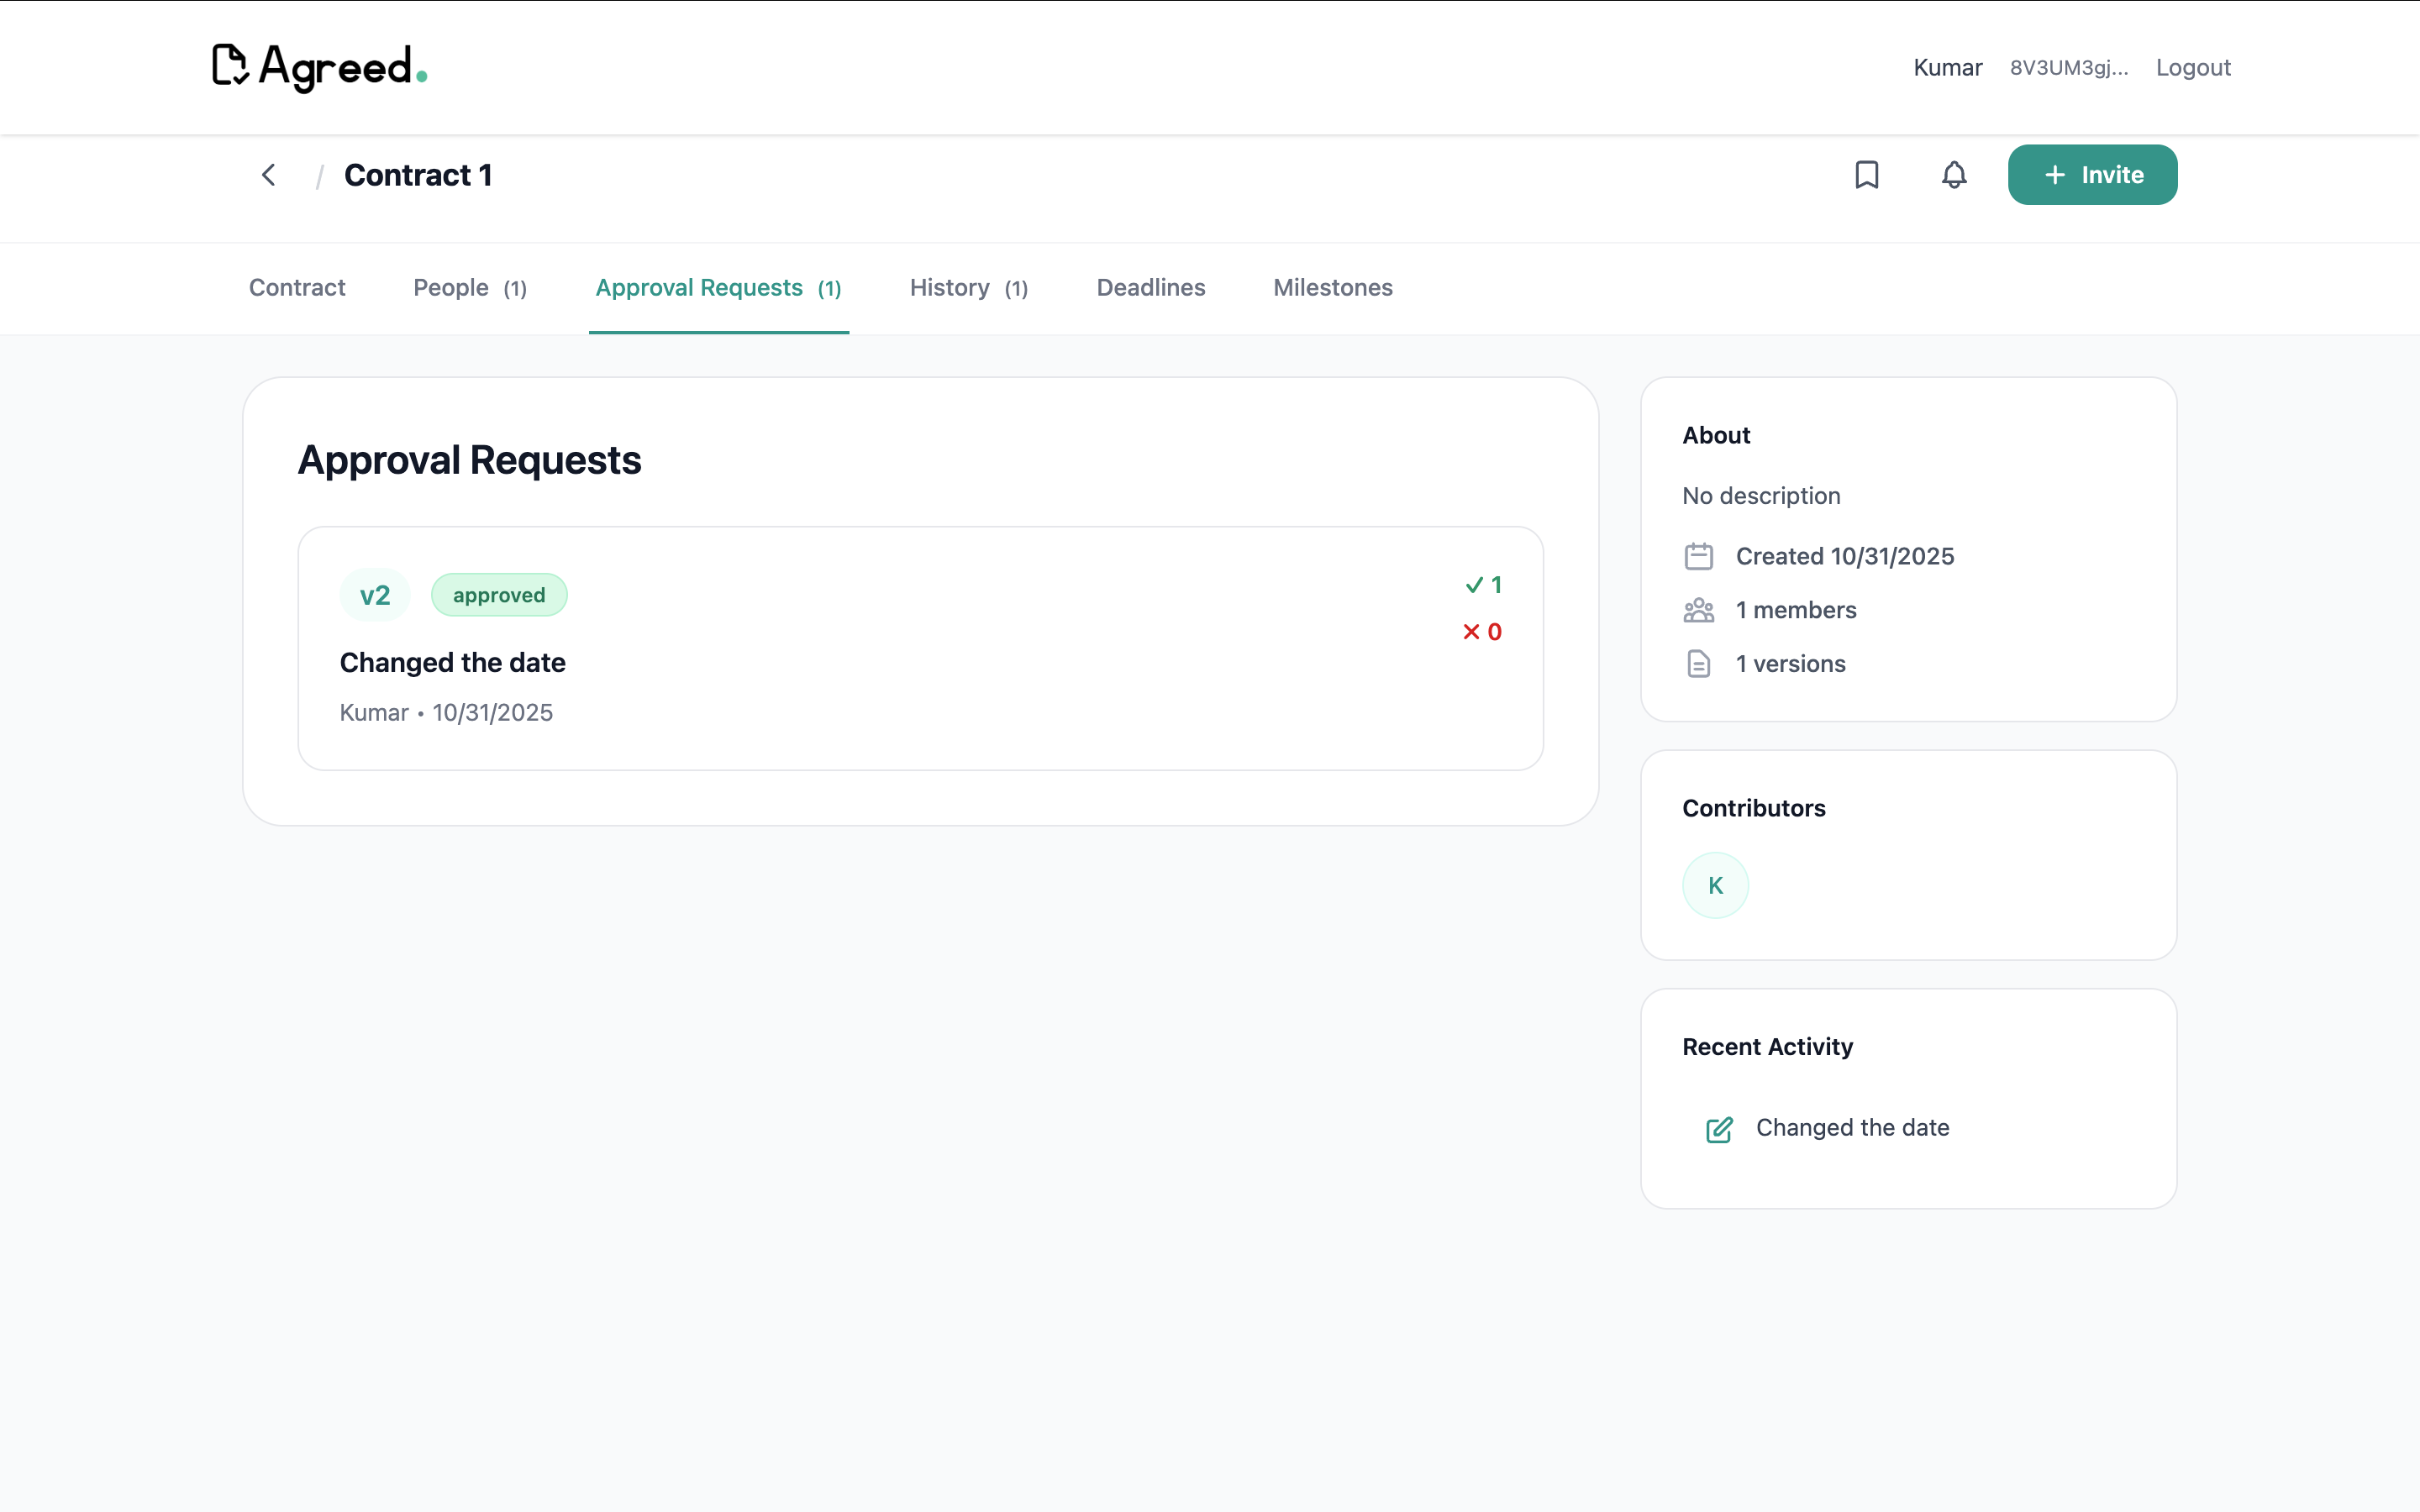 Agreed.
Kumar 8V3UM3gj... Logout
/ Contract 1
+ Invite
Contract People (1) Approval Requests (1) History (1) Deadlines Milestones
Approval Requests
v2 approved
✓ 1
✕ 0
Changed the date
Kumar • 10/31/2025
About
No description
Created 10/31/2025
1 members
1 versions
Contributors
K
Recent Activity
Changed the date